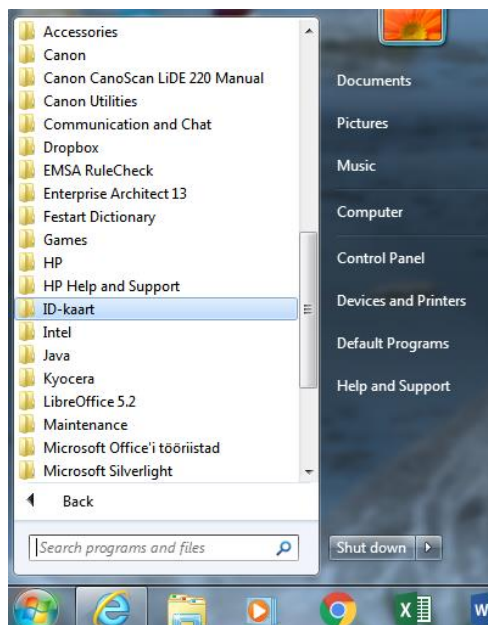 Accessories
Canon
Canon CanoScan LiDE 220 Manual
Canon Utilities
Communication and Chat
Dropbox
EMSA RuleCheck
Enterprise Architect 13
Festart Dictionary
Games
HP
HP Help and Support
ID-kaart
Intel
Java
Kyocera
LibreOffice 5.2
Maintenance
Microsoft Office'i tööriistad
Microsoft Silverlight
Back
Search programs and files
Documents
Pictures
Music
Computer
Control Panel
Devices and Printers
Default Programs
Help and Support
Shut down